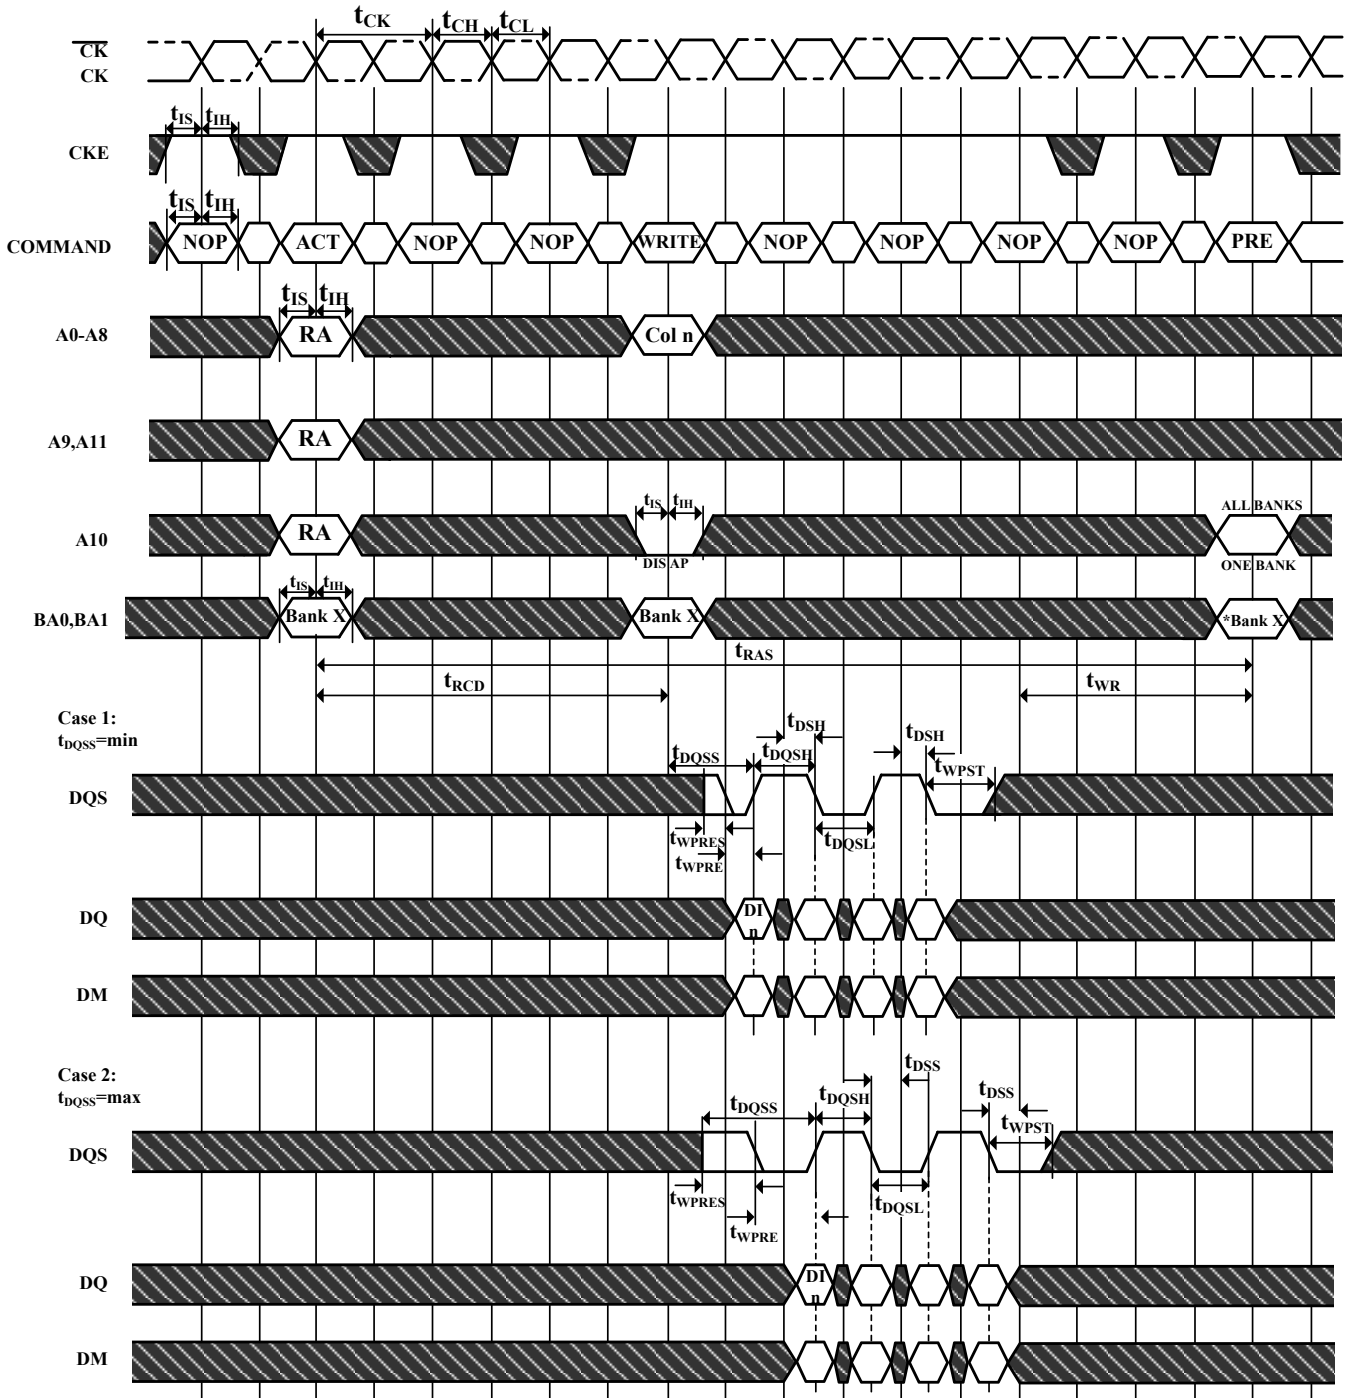 tCK tCH tCL
CK
CK
tIS tIH
CKE
tIS tIH
COMMAND NOP ACT NOP NOP WRITE NOP NOP NOP NOP PRE
tIS tIH
A0-A8 RA Col n
A9,A11 RA
tIS tIH ALL BANKS
A10 RA
DIS AP ONE BANK
tIS tIH
BA0,BA1 Bank X Bank X *Bank X
tRAS
tRCD tWR
Case 1:
tDQSS=min
tDSH tDSH
tDQSS tDQSH tWPST
DQS
tWPRES tDQSL
tWPRE
DQ DI
n
DM
Case 2:
tDQSS=max
tDSS tDSS
tDQSS tDQSH tWPST
DQS
tWPRES tDQSL
tWPRE
DQ DI
n
DM